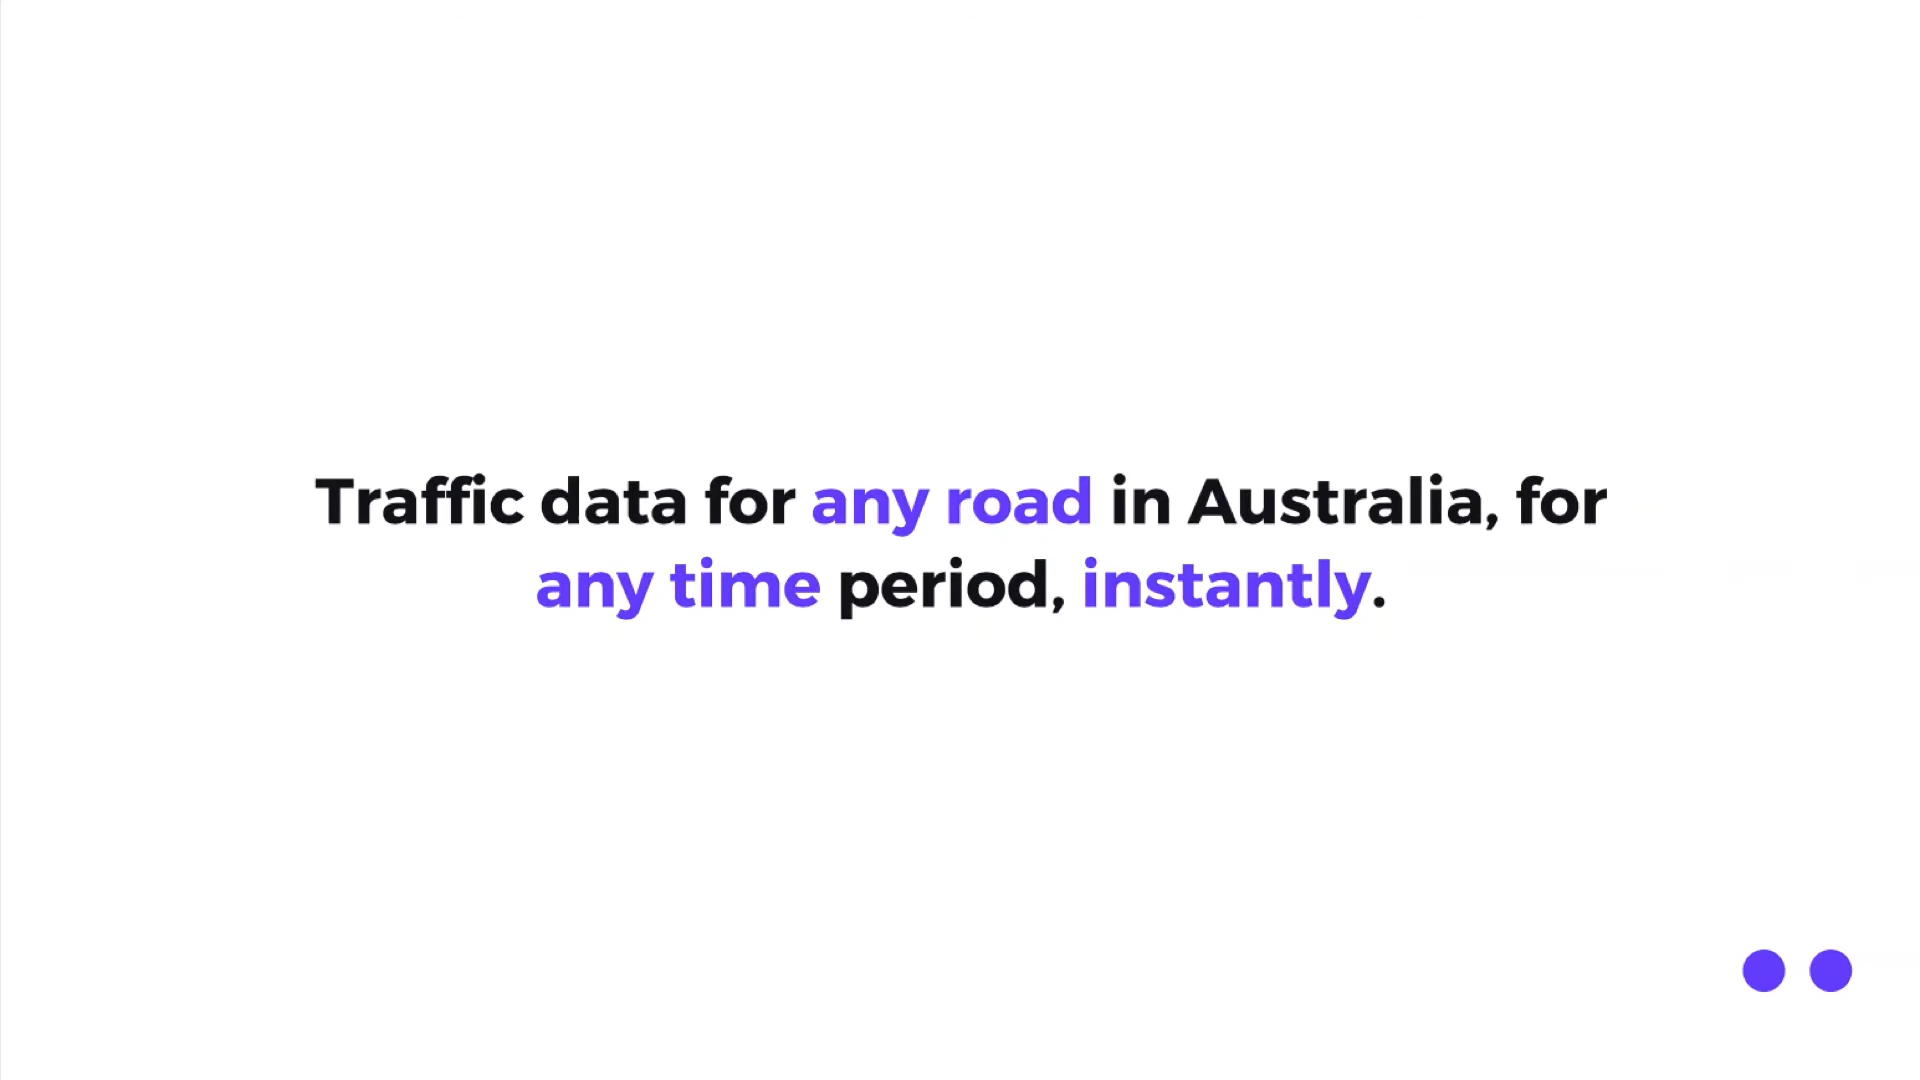 Traffic data for any road in Australia, for
any time period, instantly.